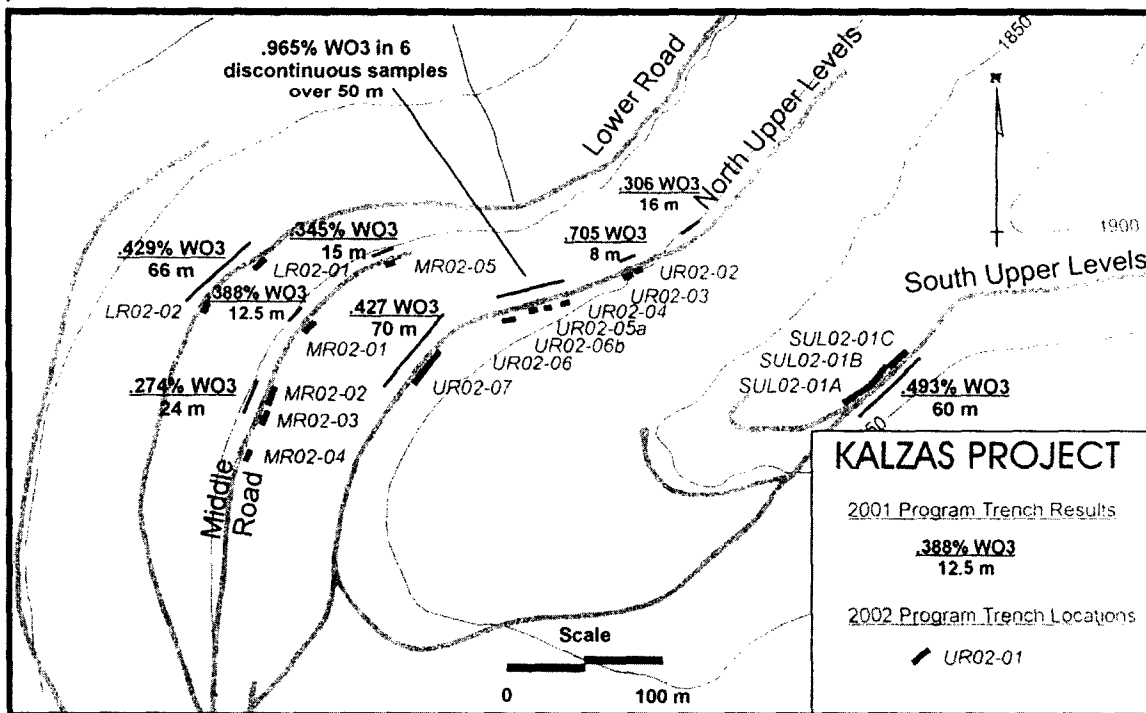 .965% WO3 in 6
discontinuous samples
over 50 m
Lower Road
North Upper Levels
1850
N
.306 WO3
16 m
.705 WO3
8 m
1900
South Upper Levels
.429% WO3
66 m
.345% WO3
15 m
LR02-01
MR02-05
UR02-02
UR02-03
UR02-04
UR02-05a
UR02-06b
UR02-06
UR02-07
LR02-02
.388% WO3
12.5 m
MR02-01
.427 WO3
70 m
SUL02-01C
SUL02-01B
SUL02-01A
.493% WO3
60 m
.274% WO3
24 m
MR02-02
MR02-03
MR02-04
Middle
Road
Scale
0 100 m
KALZAS PROJECT
2001 Program Trench Results
.388% WO3
12.5 m
2002 Program Trench Locations
UR02-01